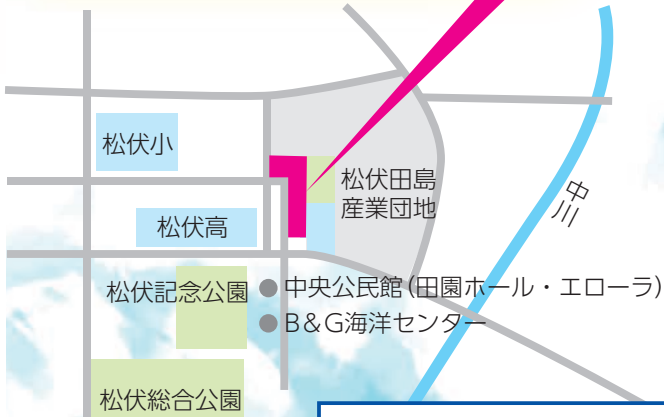 松伏小
松伏田島
産業団地
中川
松伏高
松伏記念公園
中央公民館(田園ホール・エローラ)
B&G海洋センター
松伏総合公園